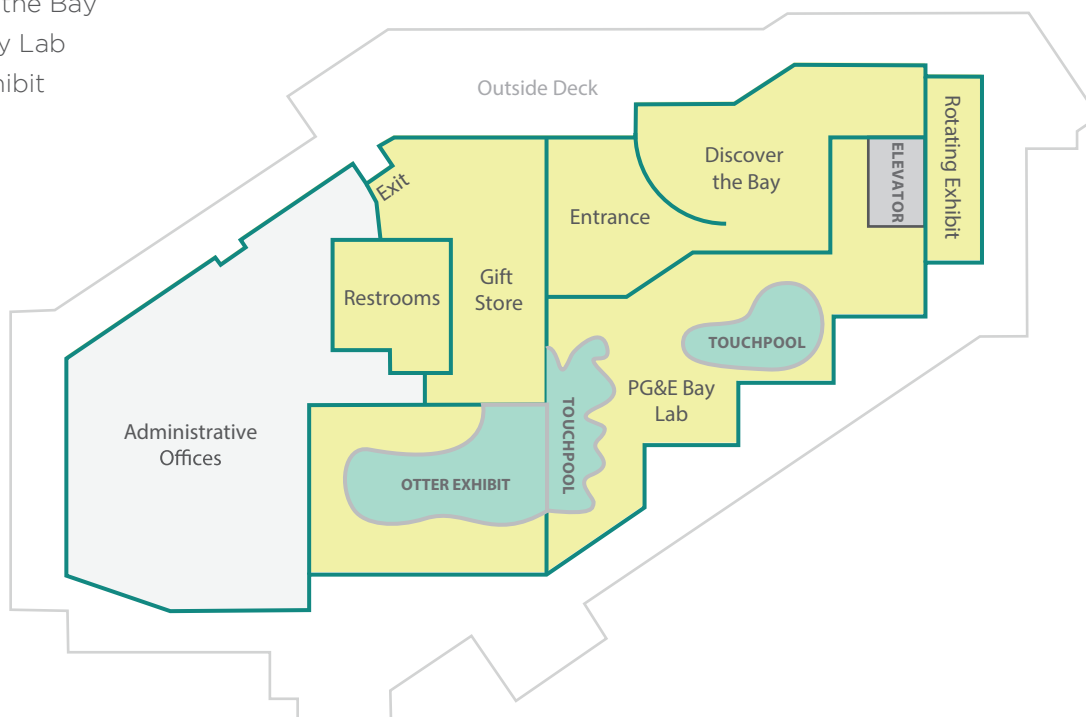 the Bay
Lab
Outside Deck
Exit
Discover
the Bay
ELEVATOR
Rotating Exhibit
Entrance
Restrooms
Gift
Store
TOUCHPOOL
PG&E Bay
Lab
TOUCHPOOL
Administrative
Offices
OTTER EXHIBIT